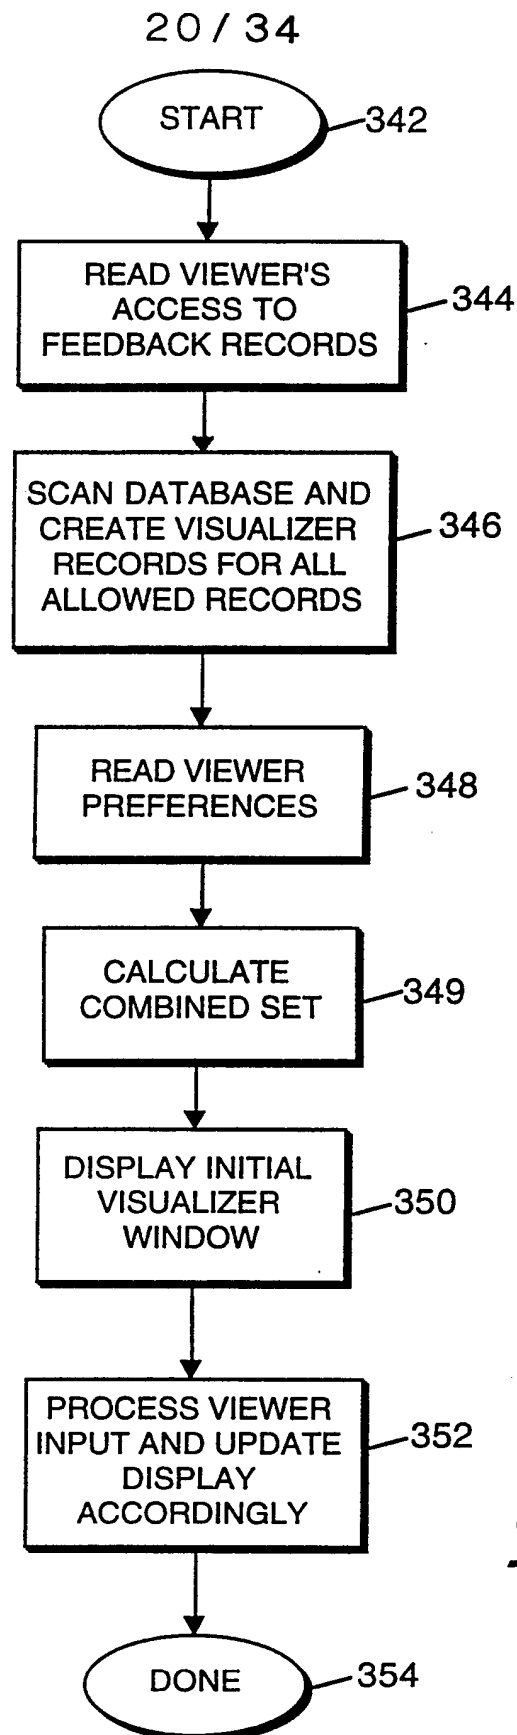 20 / 34
START
342
READ VIEWER'S
ACCESS TO
FEEDBACK RECORDS
344
SCAN DATABASE AND
CREATE VISUALIZER
RECORDS FOR ALL
ALLOWED RECORDS
346
READ VIEWER
PREFERENCES
348
CALCULATE
COMBINED SET
349
DISPLAY INITIAL
VISUALIZER
WINDOW
350
PROCESS VIEWER
INPUT AND UPDATE
DISPLAY
ACCORDINGLY
352
DONE
354